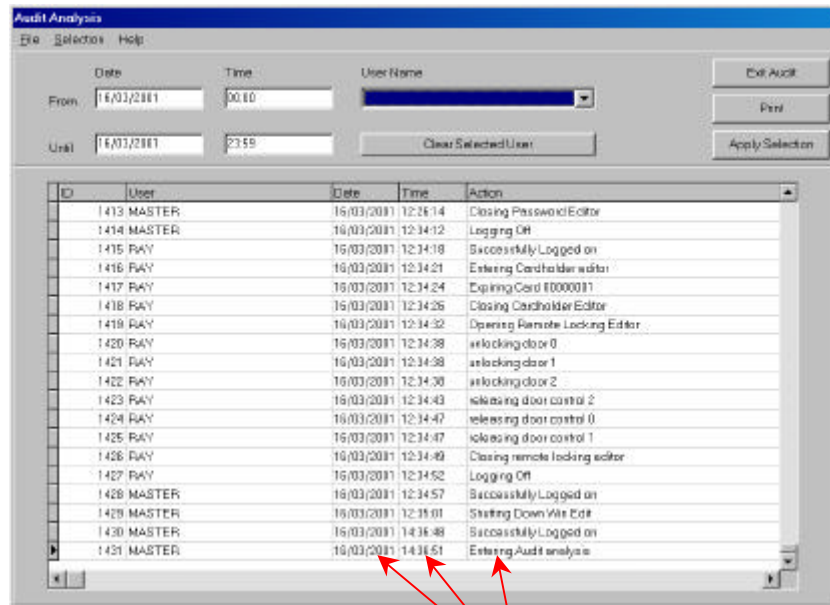 Audit Analysis
File Selection Help
Date Time User Name
Exit Audit
From 16/03/2001 00:00
Print
Until 16/03/2001 23:59 Clear Selected User Apply Selection
ID User Date Time Action
1413 MASTER 16/03/2001 12:26:14 Closing Password Editor
1414 MASTER 16/03/2001 12:34:12 Logging Off
1415 RAY 16/03/2001 12:34:18 Successfully Logged on
1416 RAY 16/03/2001 12:34:21 Entering Cardholder editor
1417 RAY 16/03/2001 12:34:24 Expiring Card 00000001
1418 RAY 16/03/2001 12:34:26 Closing Cardholder Editor
1419 RAY 16/03/2001 12:34:32 Opening Remote Locking Editor
1420 RAY 16/03/2001 12:34:38 unlocking door 0
1421 RAY 16/03/2001 12:34:38 unlocking door 1
1422 RAY 16/03/2001 12:34:38 unlocking door 2
1423 RAY 16/03/2001 12:34:43 releasing door control 2
1424 RAY 16/03/2001 12:34:47 releasing door control 0
1425 RAY 16/03/2001 12:34:47 releasing door control 1
1426 RAY 16/03/2001 12:34:49 Closing remote locking editor
1427 RAY 16/03/2001 12:34:52 Logging Off
1428 MASTER 16/03/2001 12:34:57 Successfully Logged on
1429 MASTER 16/03/2001 12:35:01 Shutting Down Win Edit
1430 MASTER 16/03/2001 14:36:48 Successfully Logged on
1431 MASTER 16/03/2001 14:36:51 Entering Audit analysis